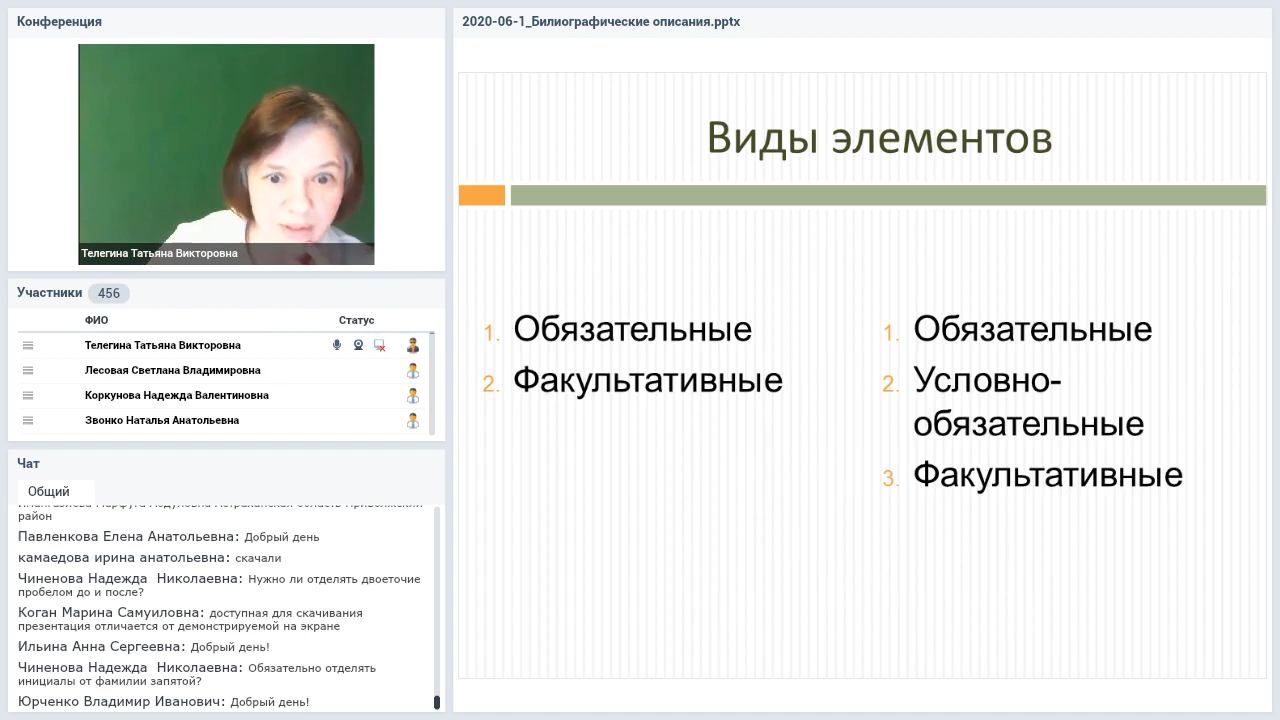 Конференция
Телегина Татьяна Викторовна
Участники 456
ФИО Статус
Телегина Татьяна Викторовна
Лесовая Светлана Владимировна
Коркунова Надежда Валентиновна
Звонко Наталья Анатольевна
Чат
Общий
район
Павленкова Елена Анатольевна: Добрый день
камаедова ирина анатольевна: скачали
Чиненова Надежда Николаевна: Нужно ли отделять двоеточие
пробелом до и после?
Коган Марина Самуиловна: доступная для скачивания
презентация отличается от демонстрируемой на экране
Ильина Анна Сергеевна: Добрый день!
Чиненова Надежда Николаевна: Обязательно отделять
инициалы от фамилии запятой?
Юрченко Владимир Иванович: Добрый день!
2020-06-1_Билиографические описания.pptx
Виды элементов
1. Обязательные
2. Факультативные
1. Обязательные
2. Условно-
обязательные
3. Факультативные